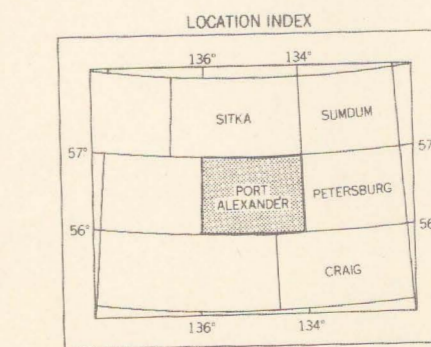 LOCATION INDEX
136° 134°
SITKA SUMDUM
57° 57
PORT
ALEXANDER PETERSBURG
56° 56
CRAIG
136° 134°